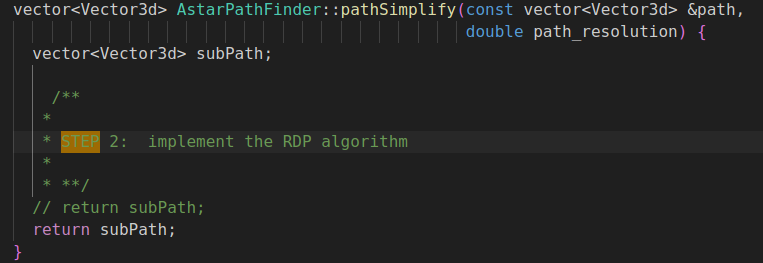 vector<Vector3d> AstarPathFinder::pathSimplify(const vector<Vector3d> &path,
                                               double path_resolution) {
  vector<Vector3d> subPath;
    /**
   *
   * STEP 2:  implement the RDP algorithm
   *
   * **/
  // return subPath;
  return subPath;
}